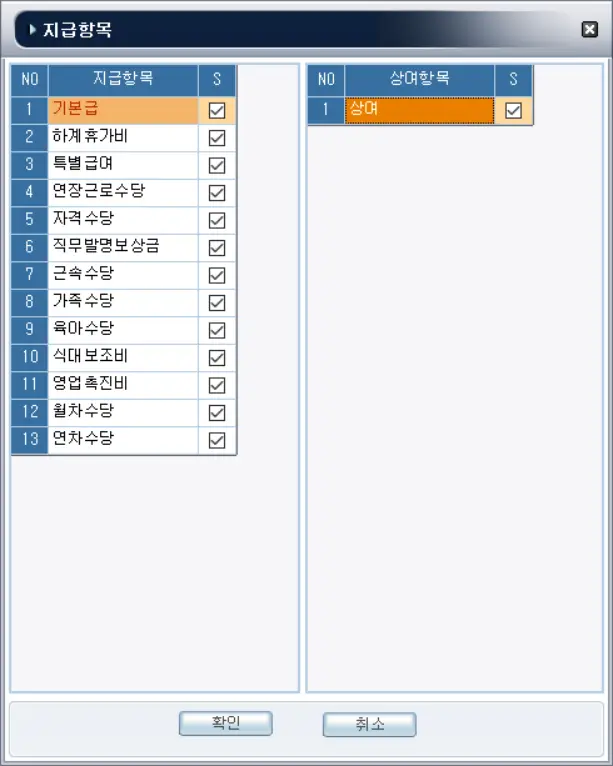 지급항목
NO 지급항목 S
1 기본급
2 하계휴가비
3 특별급여
4 연장근로수당
5 자격수당
6 직무발명보상금
7 근속수당
8 가족수당
9 육아수당
10 식대보조비
11 영업촉진비
12 월차수당
13 연차수당
NO 상여항목 S
1 상여
확인 취소